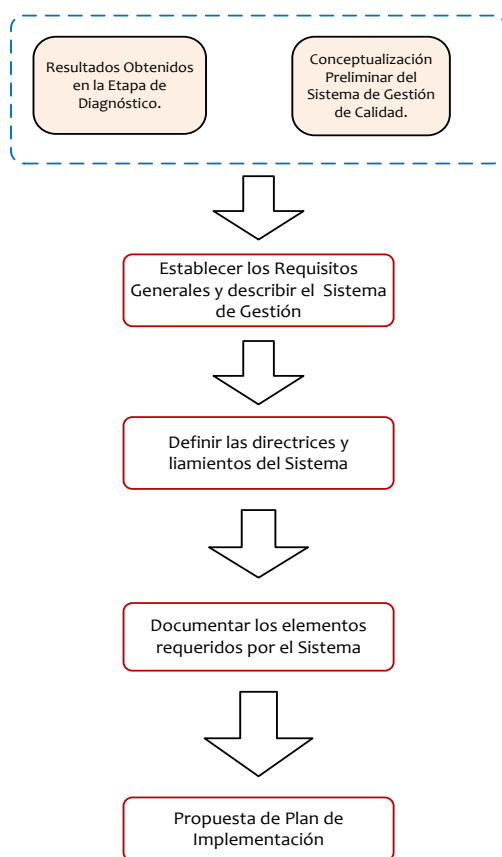 Resultados Obtenidos
en la Etapa de
Diagnóstico.
Conceptualización
Preliminar del
Sistema de Gestión
de Calidad.
Establecer los Requisitos
Generales y describir el Sistema
de Gestión
Definir las directrices y
liamientos del Sistema
Documentar los elementos
requeridos por el Sistema
Propuesta de Plan de
Implementación